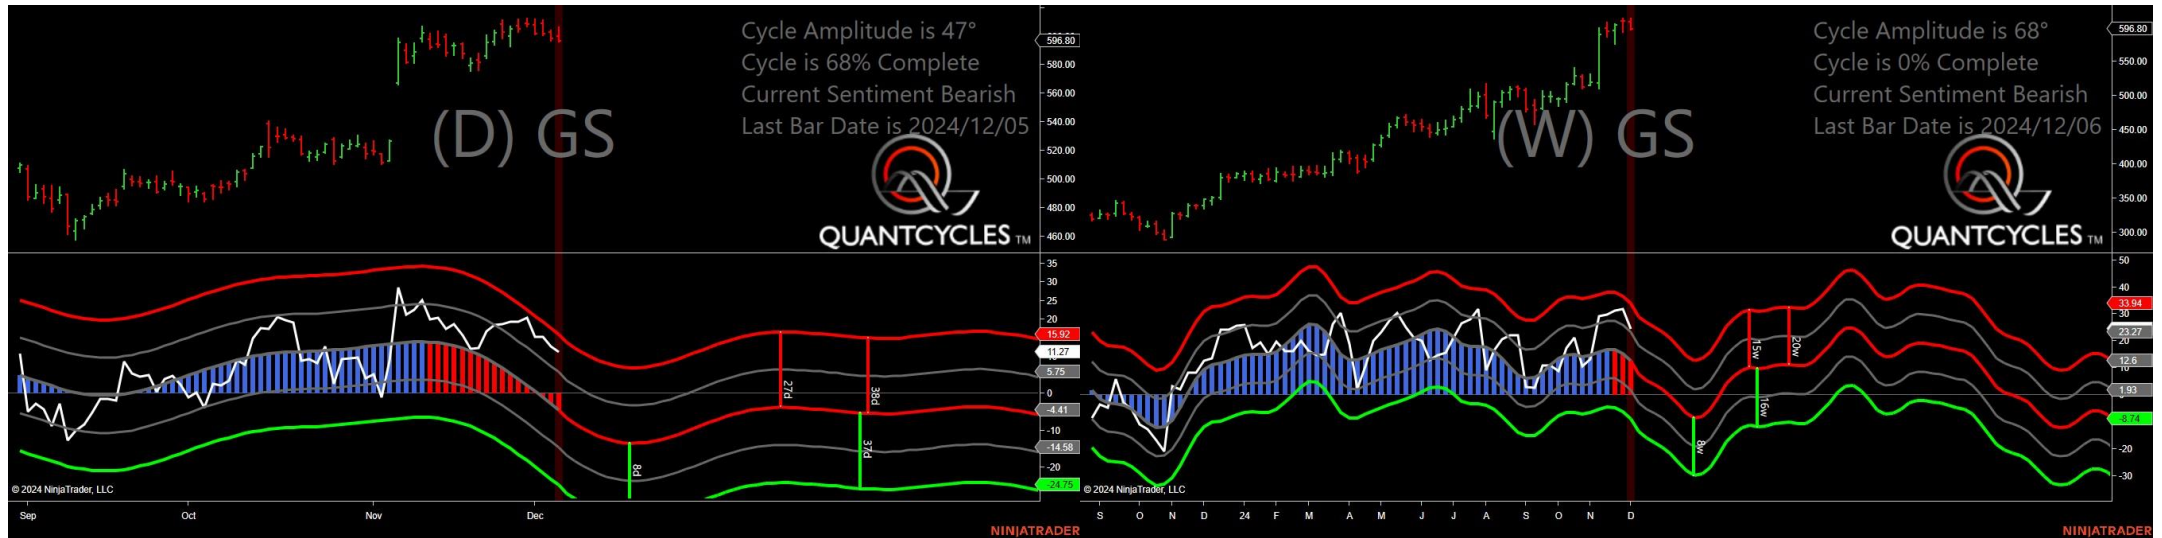 Cycle Amplitude is 47°
Cycle is 68% Complete
Current Sentiment Bearish
Last Bar Date is 2024/12/05
(D) GS
QUANTCYCLES TM
596.80
580.00
560.00
540.00
520.00
500.00
480.00
460.00
35
30
25
20
15.92
11.27
5.75
0
-4.41
-10
-14.58
-20
-24.75
27d
38d
8d
37d
© 2024 NinjaTrader, LLC
Sep Oct Nov Dec
NINJATRADER
Cycle Amplitude is 68°
Cycle is 0% Complete
Current Sentiment Bearish
Last Bar Date is 2024/12/06
(W) GS
QUANTCYCLES TM
596.80
550.00
500.00
450.00
400.00
350.00
300.00
50
40
33.94
30
23.27
20
12.6
10
1.93
-8.74
-20
-30
15w
20w
16w
8w
© 2024 NinjaTrader, LLC
S O N D 24 F M A M J J A S O N D
NINJATRADER